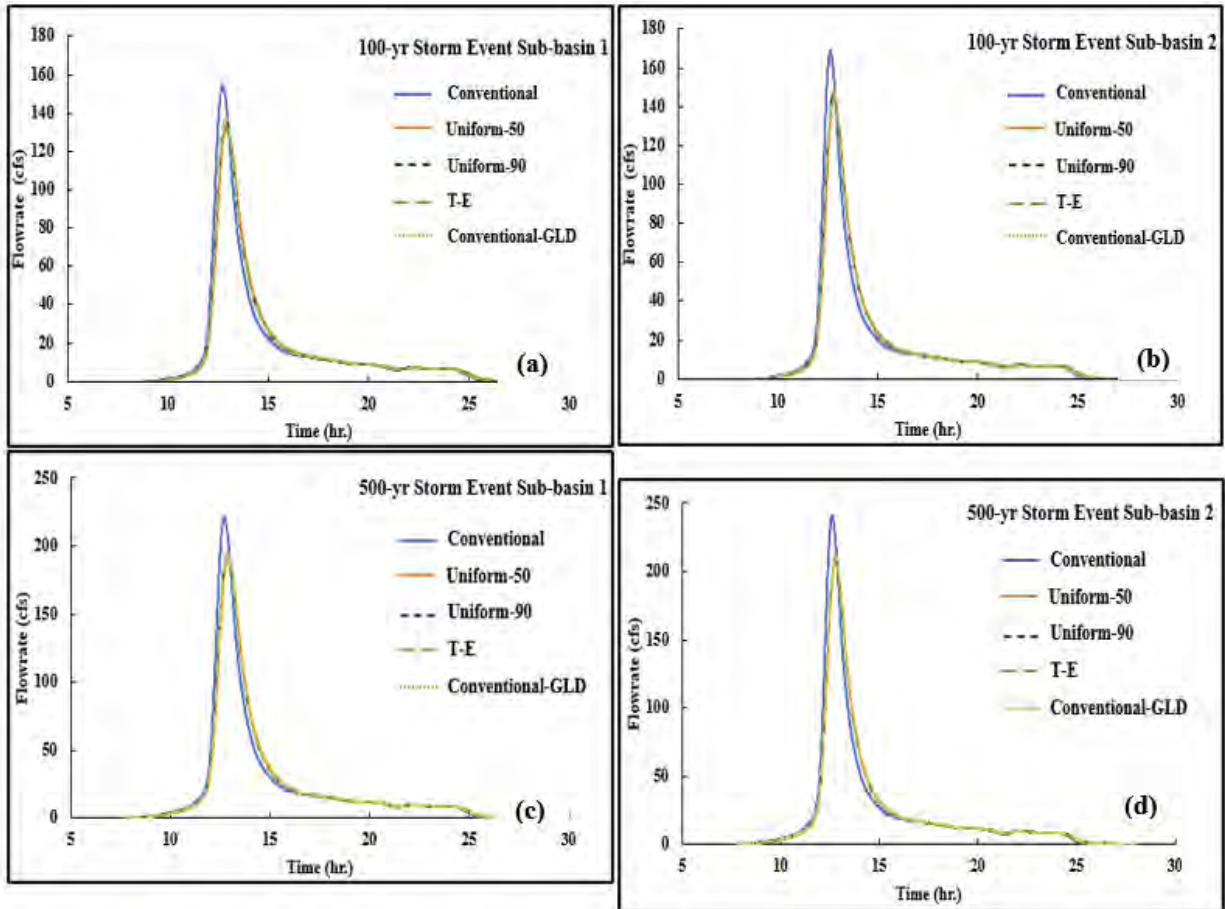 180
160
140
120
100
80
60
40
20
0
Flowrate (cfs)
100-yr Storm Event Sub-basin 1
Conventional
Uniform-50
Uniform-90
T-E
Conventional-GLD
(a)
5 10 15 20 25 30
Time (hr.)
180
160
140
120
100
80
60
40
20
0
Flowrate (cfs)
100-yr Storm Event Sub-basin 2
Conventional
Uniform-50
Uniform-90
T-E
Conventional-GLD
(b)
5 10 15 20 25 30
Time (hr.)
250
200
150
100
50
0
Flowrate (cfs)
500-yr Storm Event Sub-basin 1
Conventional
Uniform-50
Uniform-90
T-E
Conventional-GLD
(c)
5 10 15 20 25 30
Time (hr.)
250
200
150
100
50
0
Flowrate (cfs)
500-yr Storm Event Sub-basin 2
Conventional
Uniform-50
Uniform-90
T-E
Conventional-GLD
(d)
5 10 15 20 25 30
Time (hr.)